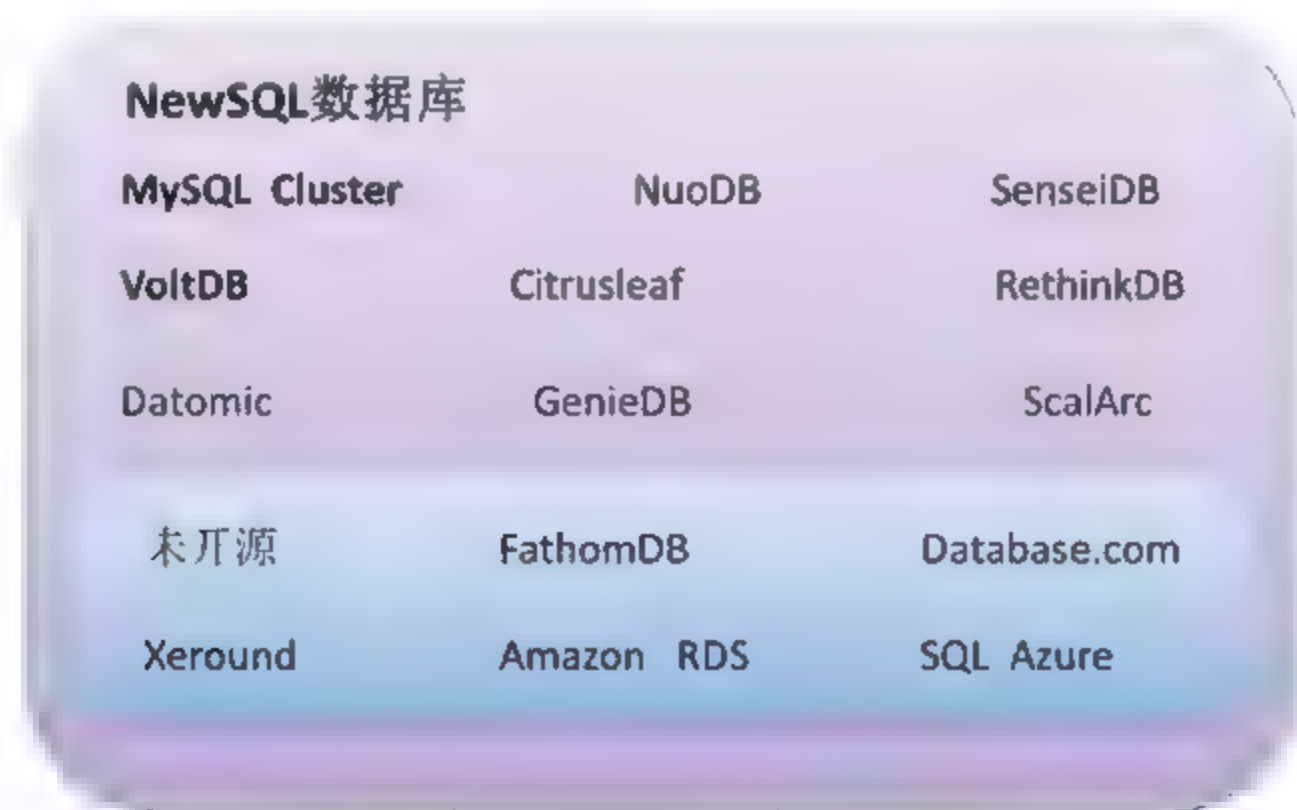 NewSQL数据库
MySQL Cluster NuoDB SenseiDB
VoltDB Citrusleaf RethinkDB
Datomic GenieDB ScalArc
未开源 FathomDB Database.com
Xeround Amazon RDS SQL Azure